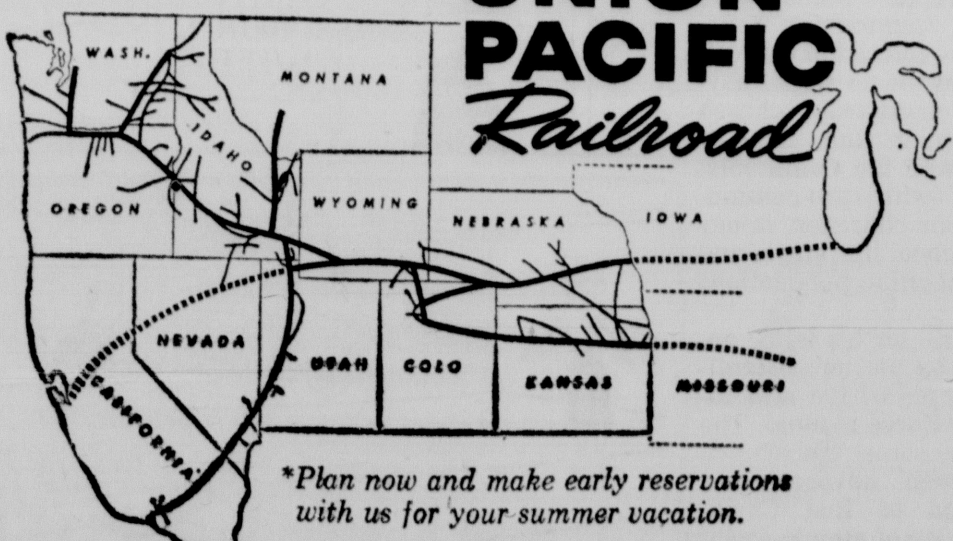 UNION
PACIFIC
Railroad
WASH.
MONTANA
IDAHO
OREGON
WYOMING
NEBRASKA
IOWA
NEVADA
UTAH
COLO
KANSAS
MISSOURI
CALIFORNIA
*Plan now and make early reservations
with us for your summer vacation.